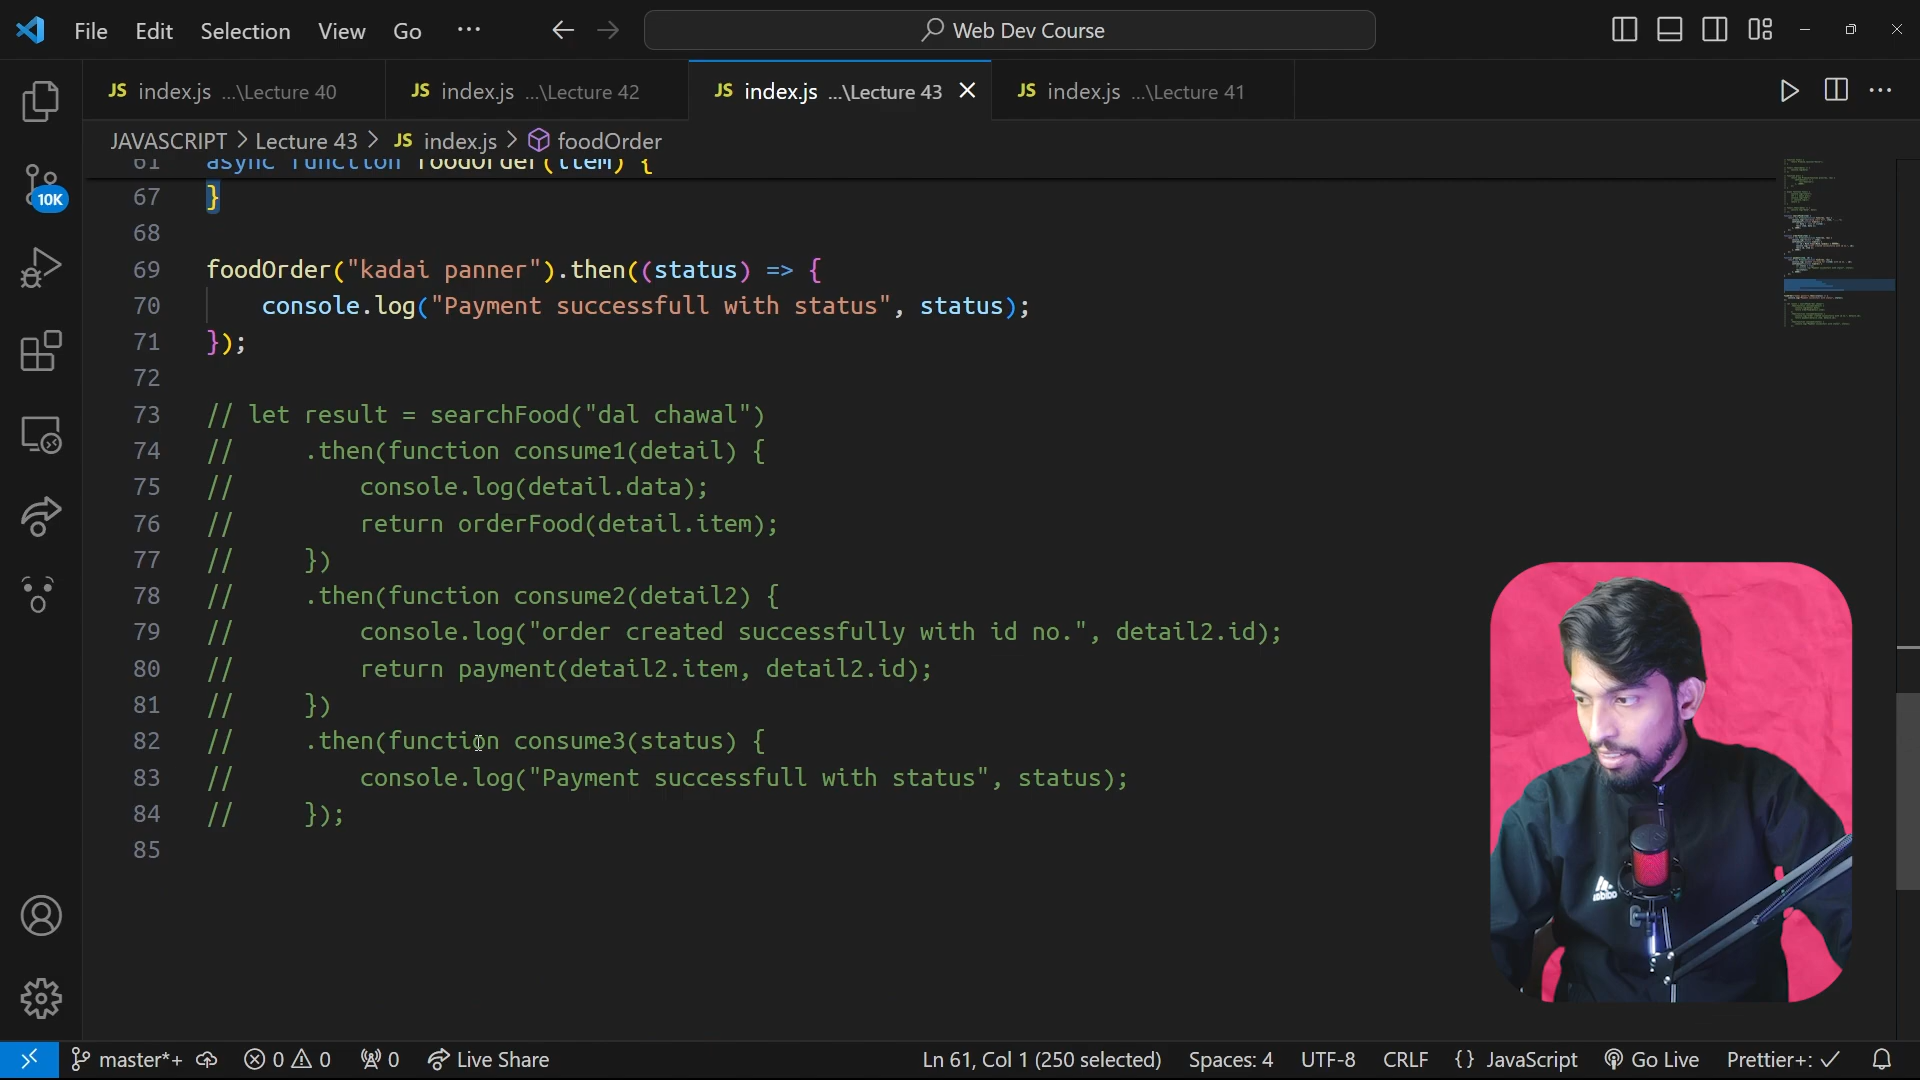 File Edit Selection View Go ... Web Dev Course
JS index.js ...\Lecture 40 JS index.js ...\Lecture 42 JS index.js ...\Lecture 43 JS index.js ...\Lecture 41
JAVASCRIPT > Lecture 43 > JS index.js > foodOrder
61 async function foodOrder(item) {
67 }
68
69 foodOrder("kadai panner").then((status) => {
70 console.log("Payment successfull with status", status);
71 });
72
73 // let result = searchFood("dal chawal")
74 // .then(function consume1(detail) {
75 // console.log(detail.data);
76 // return orderFood(detail.item);
77 // })
78 // .then(function consume2(detail2) {
79 // console.log("order created successfully with id no.", detail2.id);
80 // return payment(detail2.item, detail2.id);
81 // })
82 // .then(function consume3(status) {
83 // console.log("Payment successfull with status", status);
84 // });
85
10K
adidas
master*+ 0 0 0 Live Share Ln 61, Col 1 (250 selected) Spaces: 4 UTF-8 CRLF {} JavaScript Go Live Prettier+: ✓